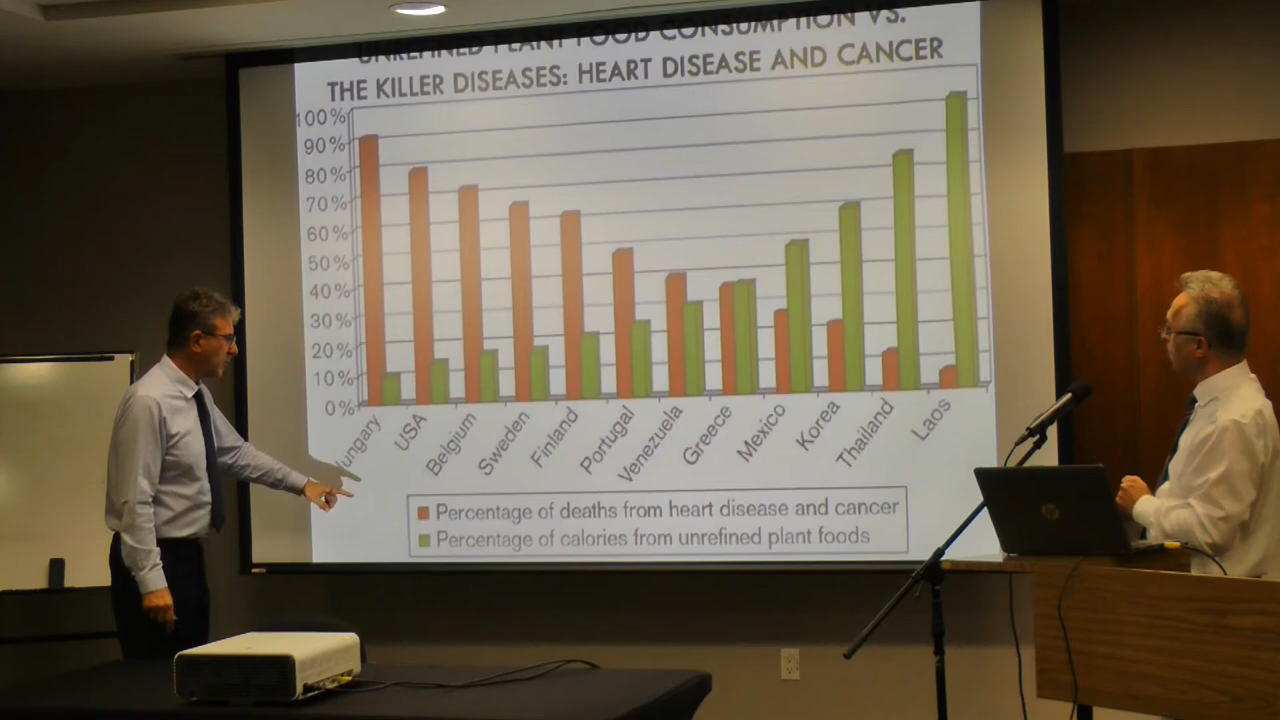 UNREFINED PLANT FOOD CONSUMPTION VS.
THE KILLER DISEASES: HEART DISEASE AND CANCER
100%
90%
80%
70%
60%
50%
40%
30%
20%
10%
0%
ungary
USA
Belgium
Sweden
Finland
Portugal
Venezuela
Greece
Mexico
Korea
Thailand
Laos
Percentage of deaths from heart disease and cancer
Percentage of calories from unrefined plant foods
hp